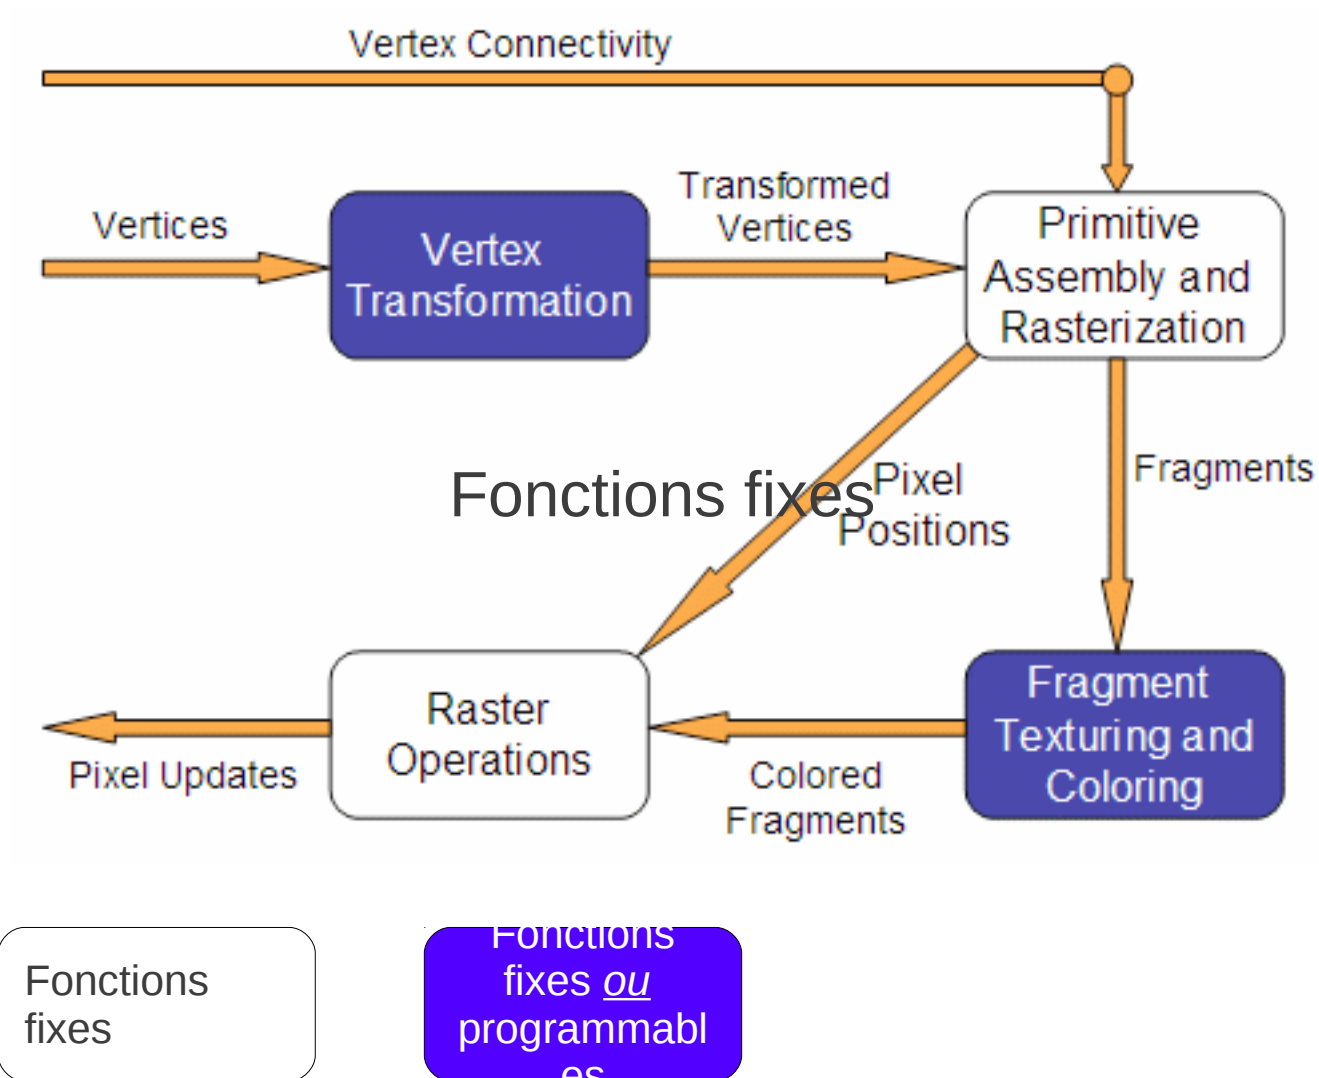 Vertex Connectivity
Vertices
Vertex
Transformation
Transformed
Vertices
Primitive
Assembly and
Rasterization
Fonctions fixes
Pixel
Positions
Fragments
Raster
Operations
Pixel Updates
Colored
Fragments
Fragment
Texturing and
Coloring
Fonctions
fixes
Fonctions
fixes ou
programmabl
es